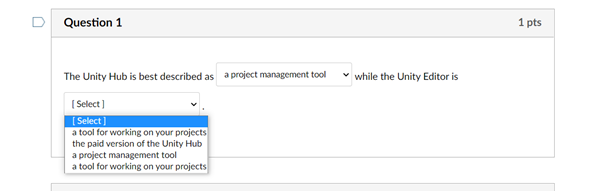 Question 1
1 pts
The Unity Hub is best described as a project management tool while the Unity Editor is
[ Select ] .
[ Select ]
a tool for working on your projects
the paid version of the Unity Hub
a project management tool
a tool for working on your projects